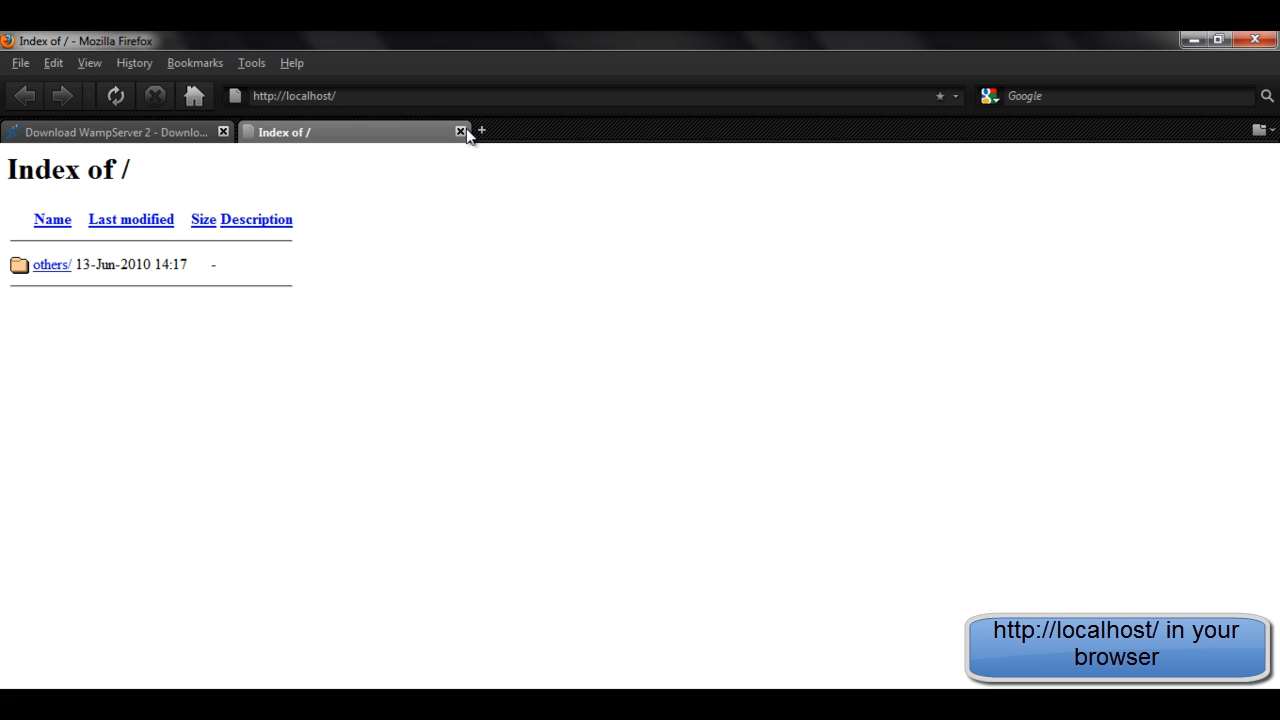 Index of / - Mozilla Firefox
File Edit View History Bookmarks Tools Help
http://localhost/ Google
Download WampServer 2 - Downlo... Index of /
Index of /
Name Last modified Size Description
others/ 13-Jun-2010 14:17 -
http://localhost/ in your
browser